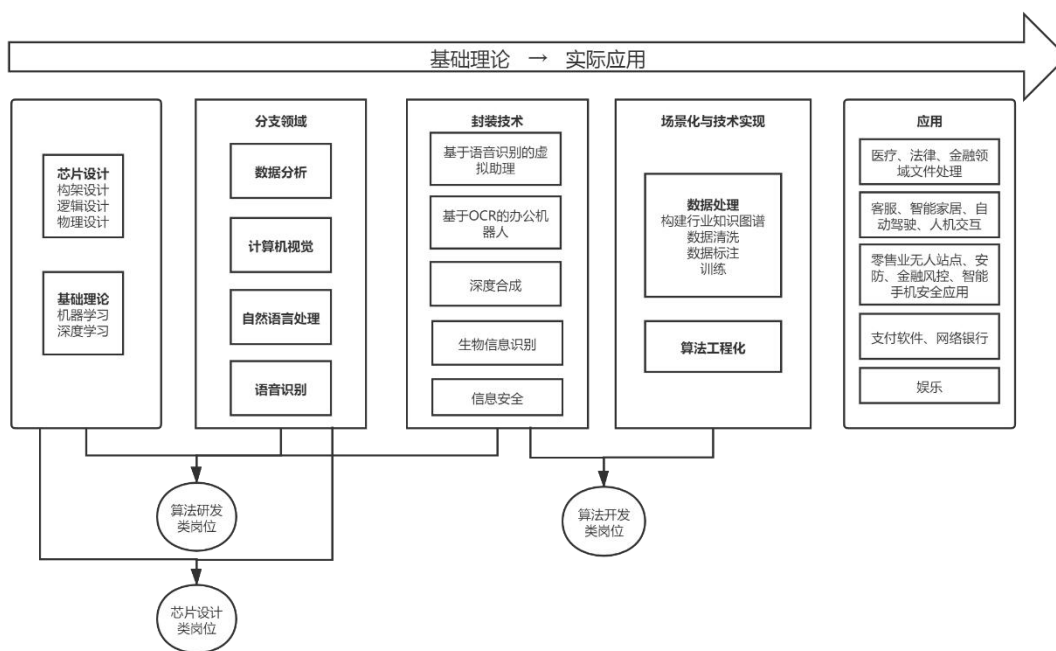 基础理论 → 实际应用
芯片设计
构架设计
逻辑设计
物理设计
基础理论
机器学习
深度学习
分支领域
数据分析
计算机视觉
自然语言处理
语音识别
封装技术
基于语音识别的虚
拟助理
基于OCR的办公机
器人
深度合成
生物信息识别
信息安全
场景化与技术实现
数据处理
构建行业知识图谱
数据清洗
数据标注
训练
算法工程化
应用
医疗、法律、金融领
域文件处理
客服、智能家居、自
动驾驶、人机交互
零售业无人站点、安
防、金融风控、智能
手机安全应用
支付软件、网络银行
娱乐
算法研发
类岗位
算法开发
类岗位
芯片设计
类岗位